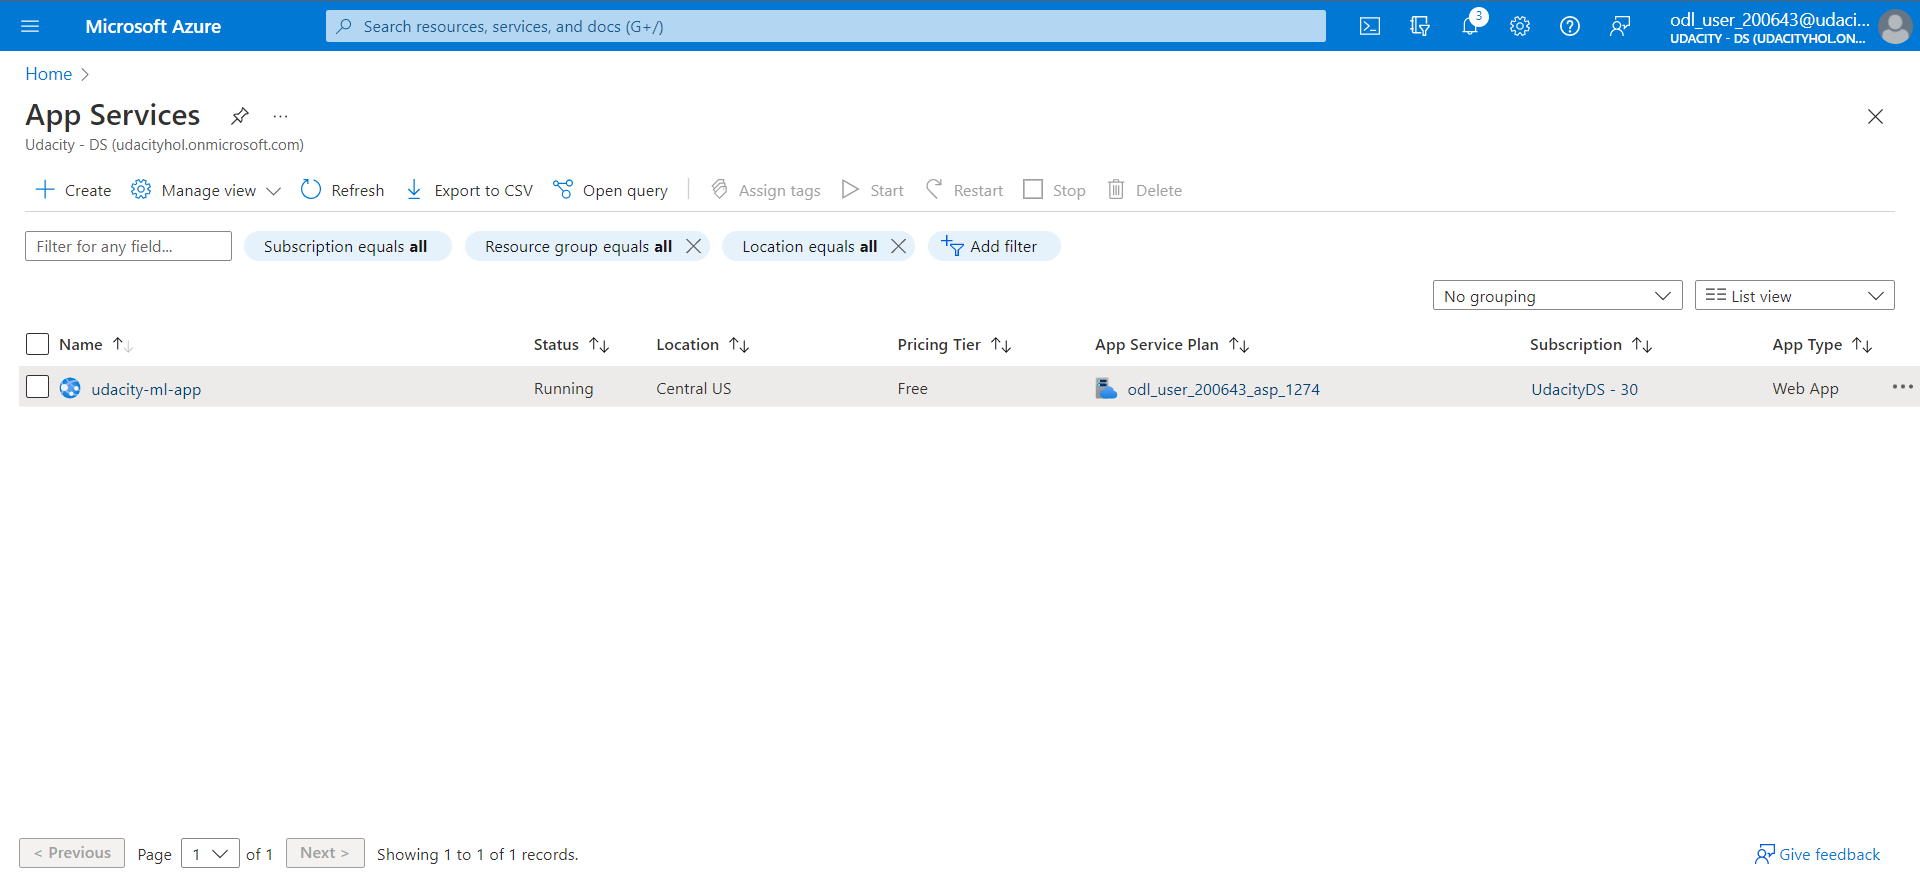 Microsoft Azure
Search resources, services, and docs (G+/)
3
odl_user_200643@udaci...
UDACITY - DS (UDACITYHOL.ON...
Home
App Services
...
Udacity - DS (udacityhol.onmicrosoft.com)
Create Manage view Refresh Export to CSV Open query Assign tags Start Restart Stop Delete
Filter for any field... Subscription equals all Resource group equals all Location equals all Add filter
No grouping List view
Name Status Location Pricing Tier App Service Plan Subscription App Type
udacity-ml-app Running Central US Free odl_user_200643_asp_1274 UdacityDS - 30 Web App ...
< Previous Page 1 of 1 Next > Showing 1 to 1 of 1 records. Give feedback